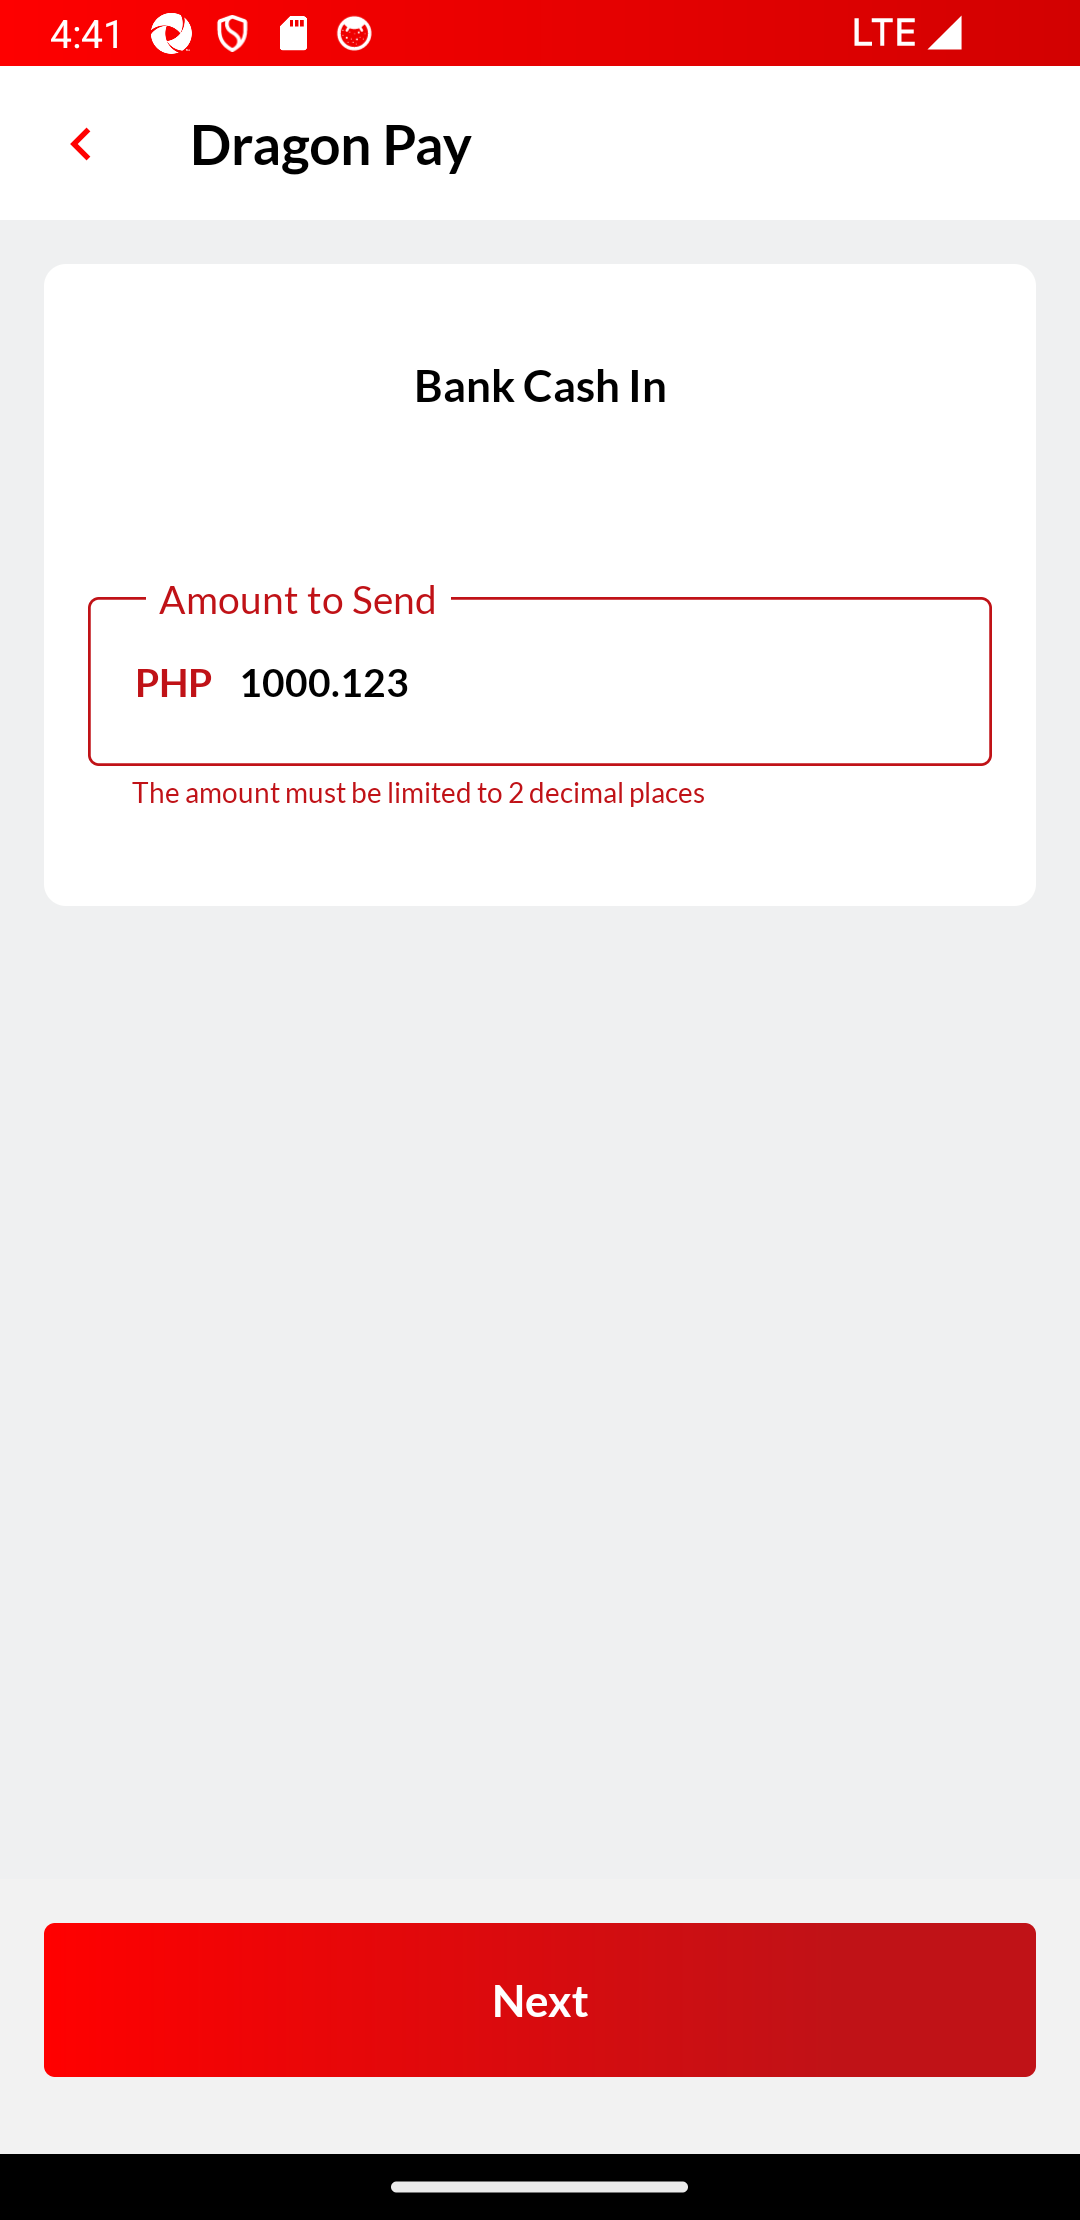 4:41
LTE
Dragon Pay
Bank Cash In
Amount to Send
PHP 1000.123
The amount must be limited to 2 decimal places
Next